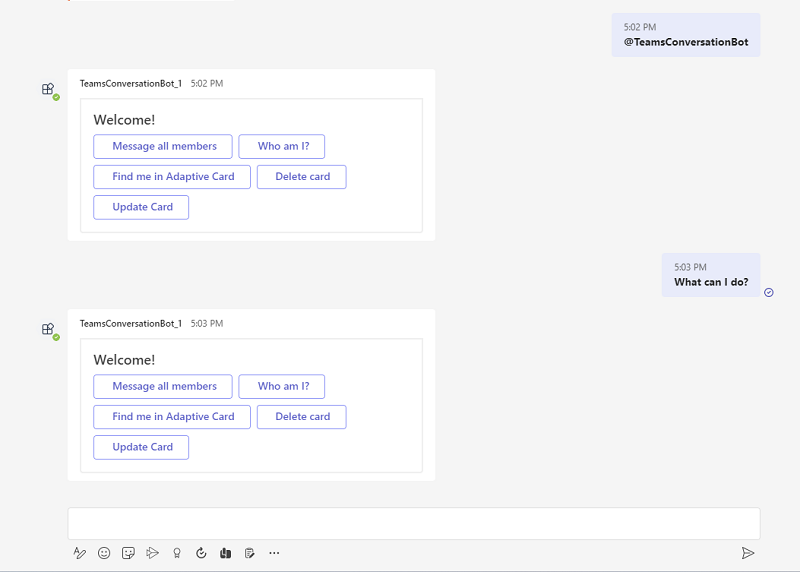 5:02 PM
@TeamsConversationBot
TeamsConversationBot_1 5:02 PM
Welcome!
Message all members Who am I?
Find me in Adaptive Card Delete card
Update Card
5:03 PM
What can I do?
TeamsConversationBot_1 5:03 PM
Welcome!
Message all members Who am I?
Find me in Adaptive Card Delete card
Update Card